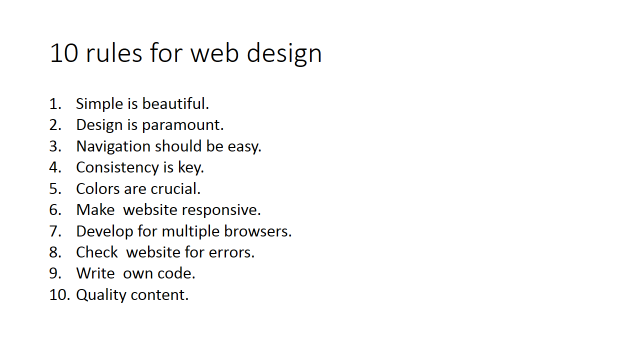 10 rules for web design
1. Simple is beautiful.
2. Design is paramount.
3. Navigation should be easy.
4. Consistency is key.
5. Colors are crucial.
6. Make  website responsive.
7. Develop for multiple browsers.
8. Check  website for errors.
9. Write  own code.
10. Quality content.